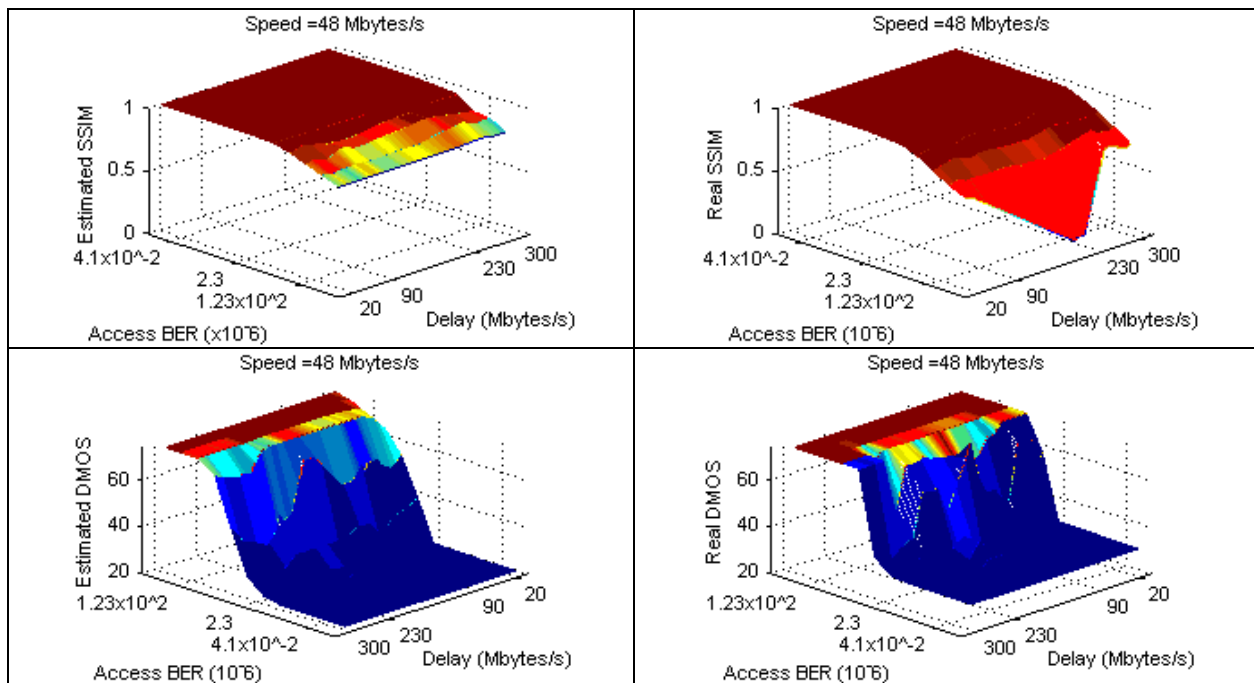 Speed =48 Mbytes/s
Estimated SSIM
1
0.5
0
4.1x10^-2
2.3
1.23x10^2
20
90
230
300
Access BER (x10^-6)
Delay (Mbytes/s)
Speed =48 Mbytes/s
Real SSIM
1
0.5
0
4.1x10^-2
2.3
1.23x10^2
20
90
230
300
Access BER (10^-6)
Delay (Mbytes/s)
Speed =48 Mbytes/s
Estimated DMOS
60
40
20
1.23x10^2
2.3
4.1x10^-2
300
230
90
20
Access BER (10^-6)
Delay (Mbytes/s)
Speed =48 Mbytes/s
Real DMOS
60
40
20
1.23x10^2
2.3
4.1x10^-2
300
230
90
20
Access BER (10^-6)
Delay (Mbytes/s)